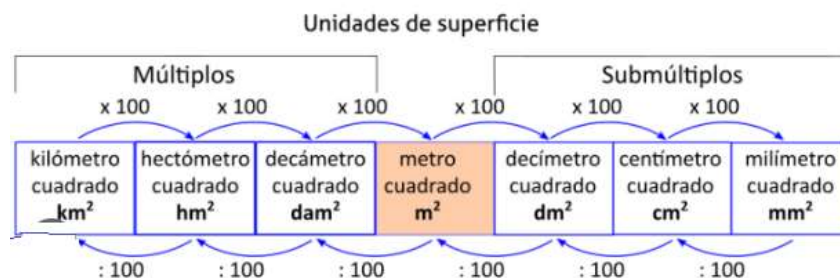 Unidades de superficie
Múltiplos
Submúltiplos
x 100 x 100 x 100 x 100 x 100 x 100
kilómetro hectómetro decámetro metro decímetro centímetro milímetro
cuadrado cuadrado cuadrado cuadrado cuadrado cuadrado cuadrado
km² hm² dam² m² dm² cm² mm²
: 100 : 100 : 100 : 100 : 100 : 100